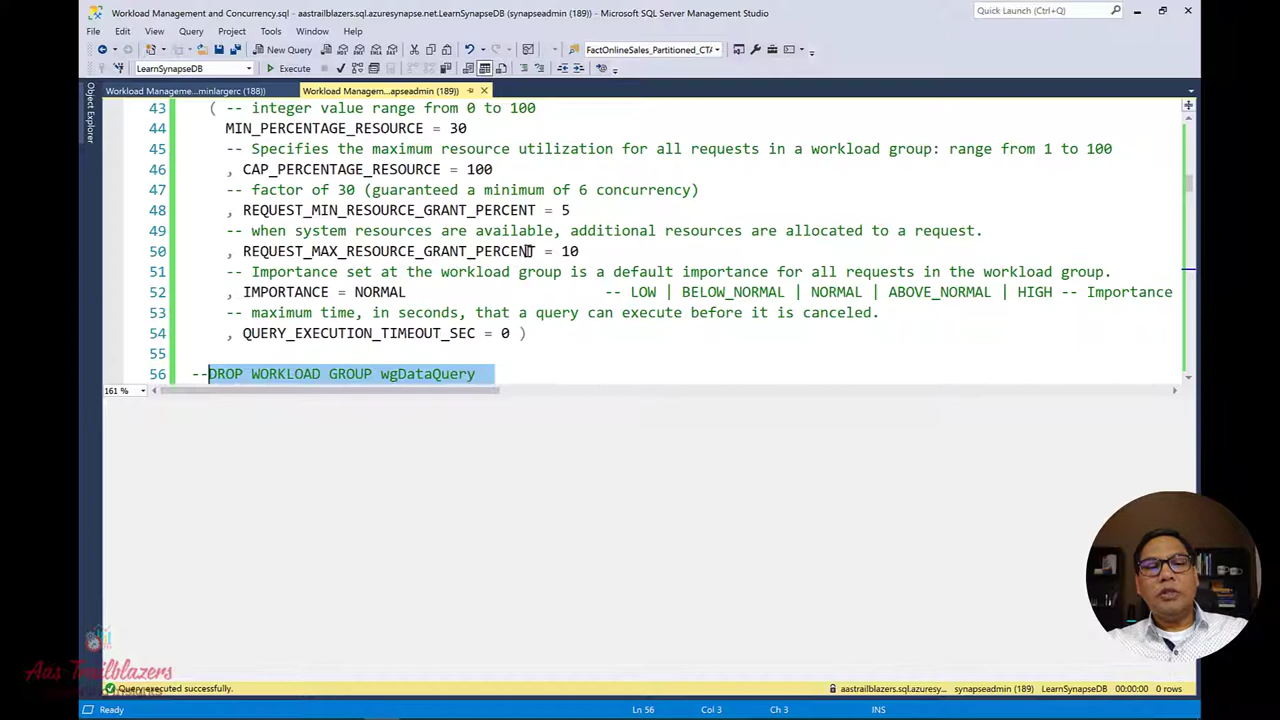 Workload Management and Concurrency.sql - aastrailblazers.sql.azuresynapse.net.LearnSynapseDB (synapseadmin (189)) - Microsoft SQL Server Management Studio
Quick Launch (Ctrl+Q)
File Edit View Query Project Tools Window Help
New Query
FactOnlineSales_Partitioned_CTA
LearnSynapseDB
Execute
Workload Manageme...minlargerc (188))
Workload Managem...apseadmin (189))
Object Explorer
43 ( -- integer value range from 0 to 100
44 MIN_PERCENTAGE_RESOURCE = 30
45 -- Specifies the maximum resource utilization for all requests in a workload group: range from 1 to 100
46 , CAP_PERCENTAGE_RESOURCE = 100
47 -- factor of 30 (guaranteed a minimum of 6 concurrency)
48 , REQUEST_MIN_RESOURCE_GRANT_PERCENT = 5
49 -- when system resources are available, additional resources are allocated to a request.
50 , REQUEST_MAX_RESOURCE_GRANT_PERCENT = 10
51 -- Importance set at the workload group is a default importance for all requests in the workload group.
52 , IMPORTANCE = NORMAL -- LOW | BELOW_NORMAL | NORMAL | ABOVE_NORMAL | HIGH -- Importance
53 -- maximum time, in seconds, that a query can execute before it is canceled.
54 , QUERY_EXECUTION_TIMEOUT_SEC = 0 )
55
56 --DROP WORKLOAD GROUP wgDataQuery
161 %
Aas Trailblazers
Query executed successfully.
aastrailblazers.sql.azuresy...
synapseadmin (189)
LearnSynapseDB
00:00:00
0 rows
Ready
Ln 56
Col 3
Ch 3
INS